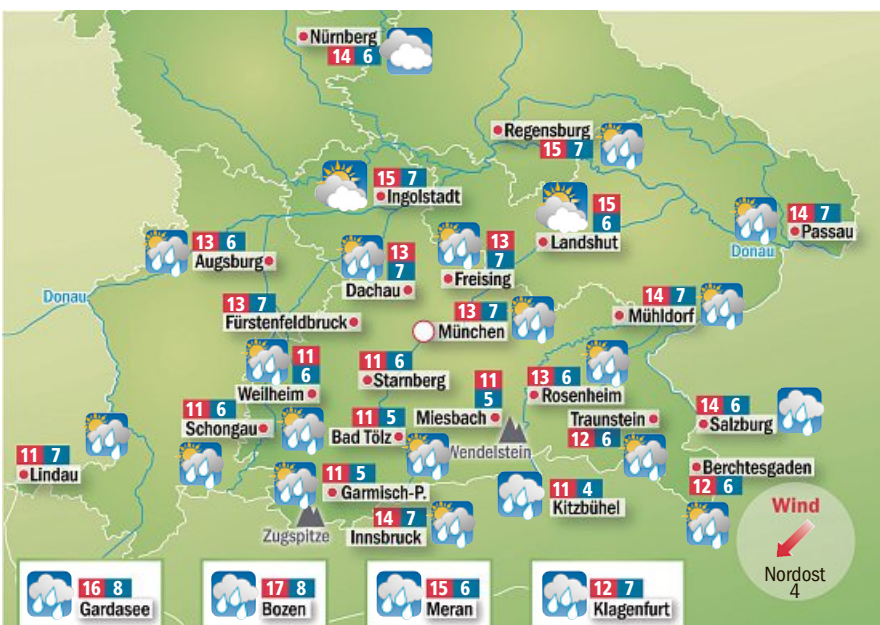 Nürnberg
14 6
Regensburg
15 7
15 7
Ingolstadt
15
6
Landshut
14 7
Passau
Donau
13 6
Augsburg
13
7
Dachau
13
7
Freising
Donau
13 7
Fürstenfeldbruck
13 7
München
14 7
Mühldorf
11
6
Weilheim
11 6
Starnberg
11
5
Miesbach
13 6
Rosenheim
Traunstein
12 6
14 6
Salzburg
11 6
Schongau
11 5
Bad Tölz
Wendelstein
11 7
Lindau
11 5
Garmisch-P.
11 4
Kitzbühel
Berchtesgaden
12 6
Zugspitze
14 7
Innsbruck
Wind
Nordost
4
16 8
Gardasee
17 8
Bozen
15 6
Meran
12 7
Klagenfurt